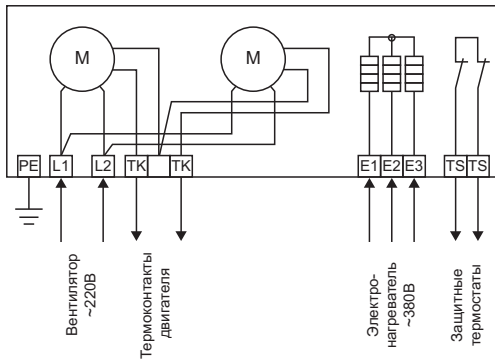 M
M
PE L1 L2 TK TK E1 E2 E3 TS TS
Вентилятор
~220В
Термоконтакты
двигателя
Электро-
нагреватель
~380В
Защитные
термостаты